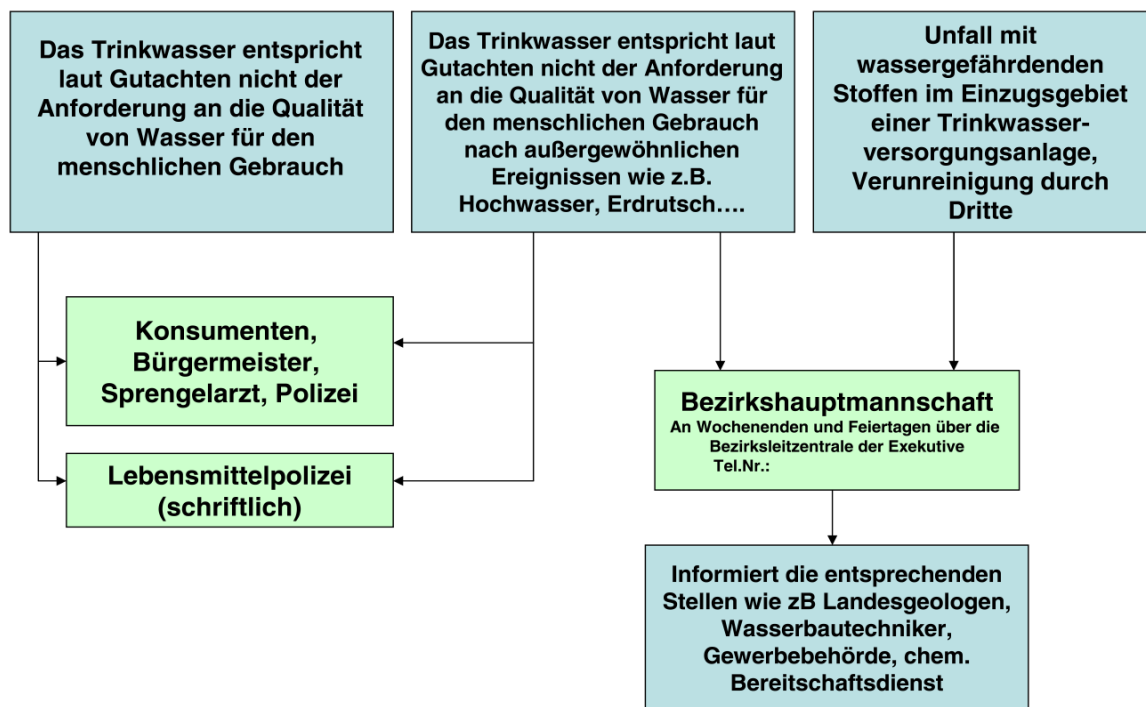 Das Trinkwasser entspricht
laut Gutachten nicht der
Anforderung an die Qualität
von Wasser für den
menschlichen Gebrauch
Das Trinkwasser entspricht laut
Gutachten nicht der Anforderung
an die Qualität von Wasser für
den menschlichen Gebrauch
nach außergewöhnlichen
Ereignissen wie z.B.
Hochwasser, Erdrutsch....
Unfall mit
wassergefährdenden
Stoffen im Einzugsgebiet
einer Trinkwasser-
versorgungsanlage,
Verunreinigung durch
Dritte
Konsumenten,
Bürgermeister,
Sprengelarzt, Polizei
Lebensmittelpolizei
(schriftlich)
Bezirkshauptmannschaft
An Wochenenden und Feiertagen über die
Bezirksleitzentrale der Exekutive
Tel.Nr.:
Informiert die entsprechenden
Stellen wie zB Landesgeologen,
Wasserbautechniker,
Gewerbebehörde, chem.
Bereitschaftsdienst